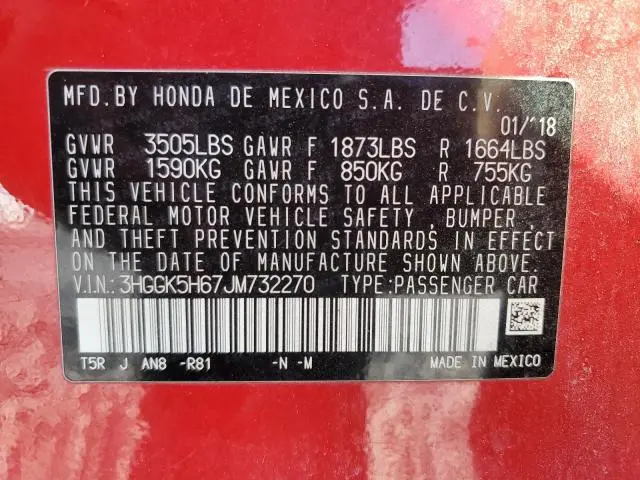 MFD.BY HONDA DE MEXICO S.A. DE C.V.
01/18
GVWR 3505LBS GAWR F 1873LBS R 1664LBS
GVWR 1590KG GAWR F 850KG R 755KG
THIS VEHICLE CONFORMS TO ALL APPLICABLE
FEDERAL MOTOR VEHICLE SAFETY , BUMPER ,
AND THEFT PREVENTION STANDARDS IN EFFECT
ON THE DATE OF MANUFACTURE SHOWN ABOVE.
V.I.N.: 3HGGK5H67JM732270 TYPE:PASSENGER CAR
T5R J AN8 -R81 -N -M MADE IN MEXICO